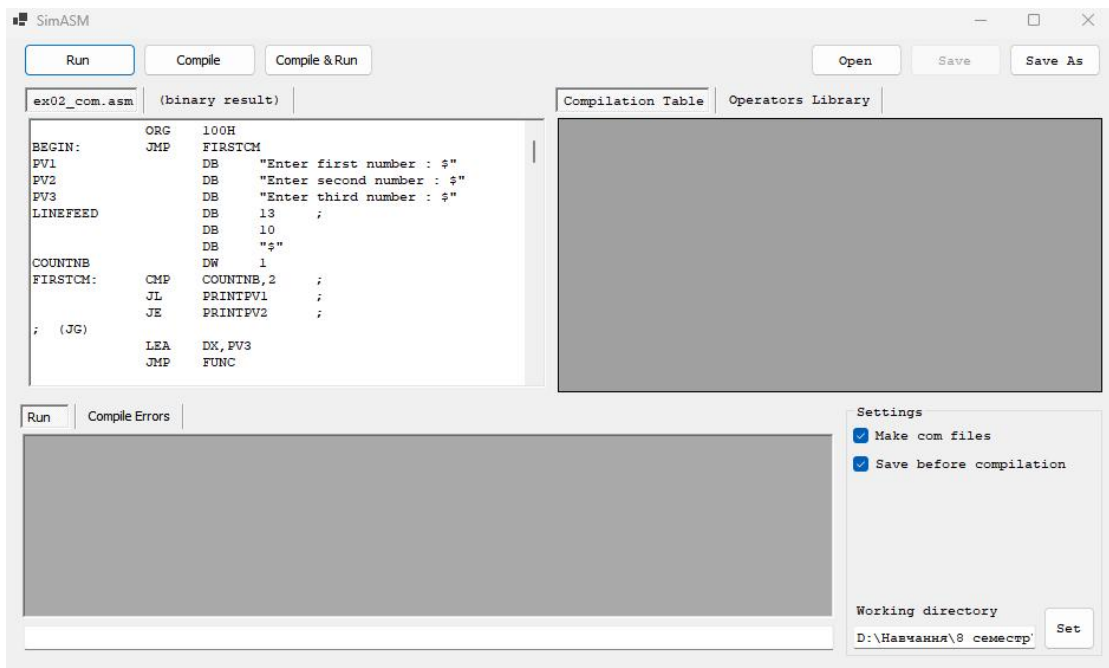 SimASM
Run Compile Compile & Run Open Save Save As
ex02_com.asm (binary result)
ORG 100H
BEGIN: JMP FIRSTCM
PV1 DB "Enter first number : $"
PV2 DB "Enter second number : $"
PV3 DB "Enter third number : $"
LINEFEED DB 13 ;
DB 10
DB "$"
COUNTNB DW 1
FIRSTCM: CMP COUNTNB,2 ;
JL PRINTPV1 ;
JE PRINTPV2 ;
; (JG)
LEA DX,PV3
JMP FUNC
Compilation Table Operators Library
Run Compile Errors
Settings
Make com files
Save before compilation
Working directory
D:\Навчання\8 семестр\
Set